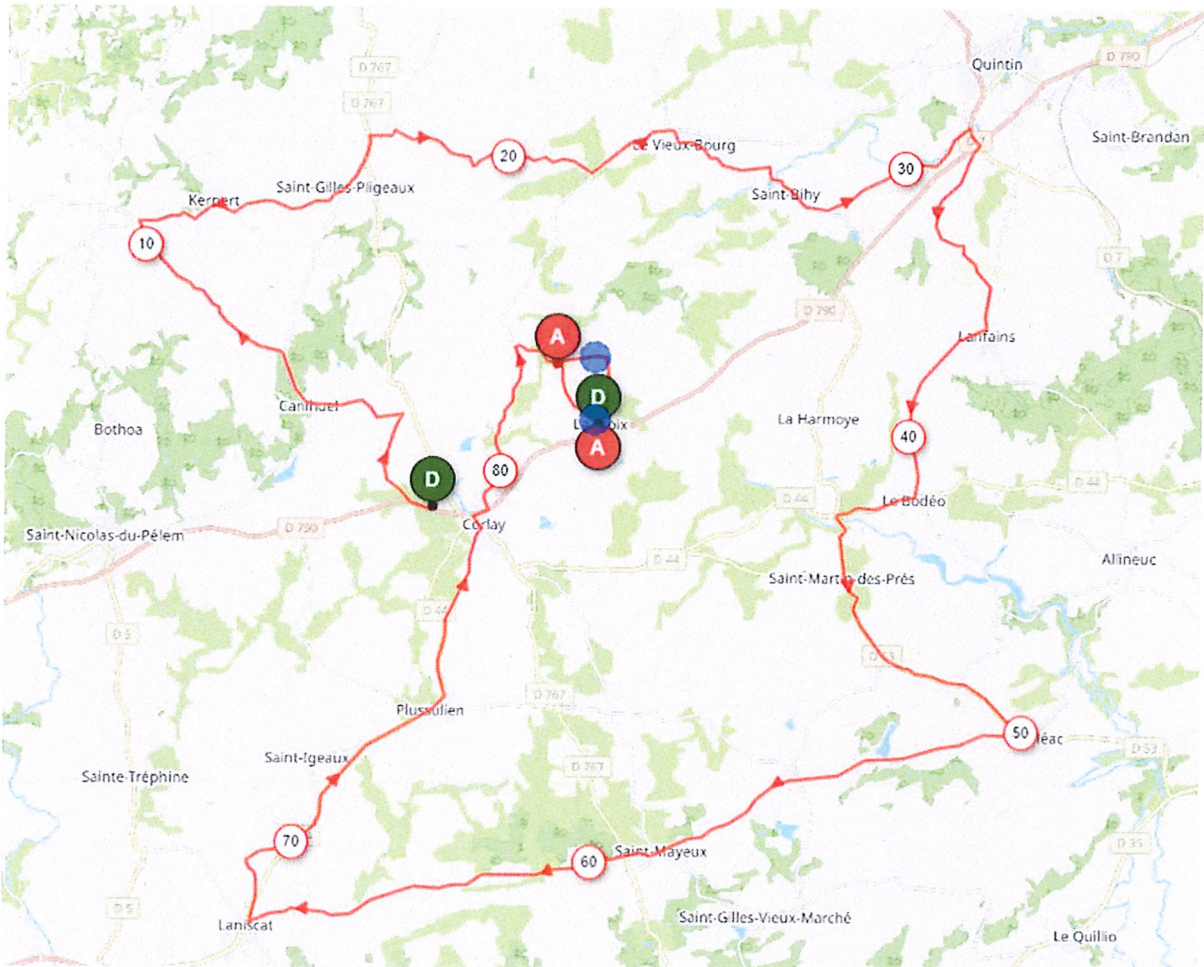 Quintin
D 790
D 767
D 767
Saint-Brandan
D 7
Le Vieux-Bourg
20
30
Saint-Gilles-Pligeaux
Saint-Bihy
Kerpert
10
D 7
D 790
A
Lanfains
D
Canihuel
La Harmoye
Bothoa
40
A
80
D
D 44
D 44
Le Bodéo
Corlay
D 790
Saint-Nicolas-du-Pélem
D 44
Allineuc
Saint-Martin-des-Prés
D 44
D 5
D 53
D 767
Plussulien
50
D 53
Saint-Igeaux
D 767
Sainte-Tréphine
70
D 35
Saint-Mayeux
60
D 5
Saint-Gilles-Vieux-Marché
Laniscat
Le Quillio